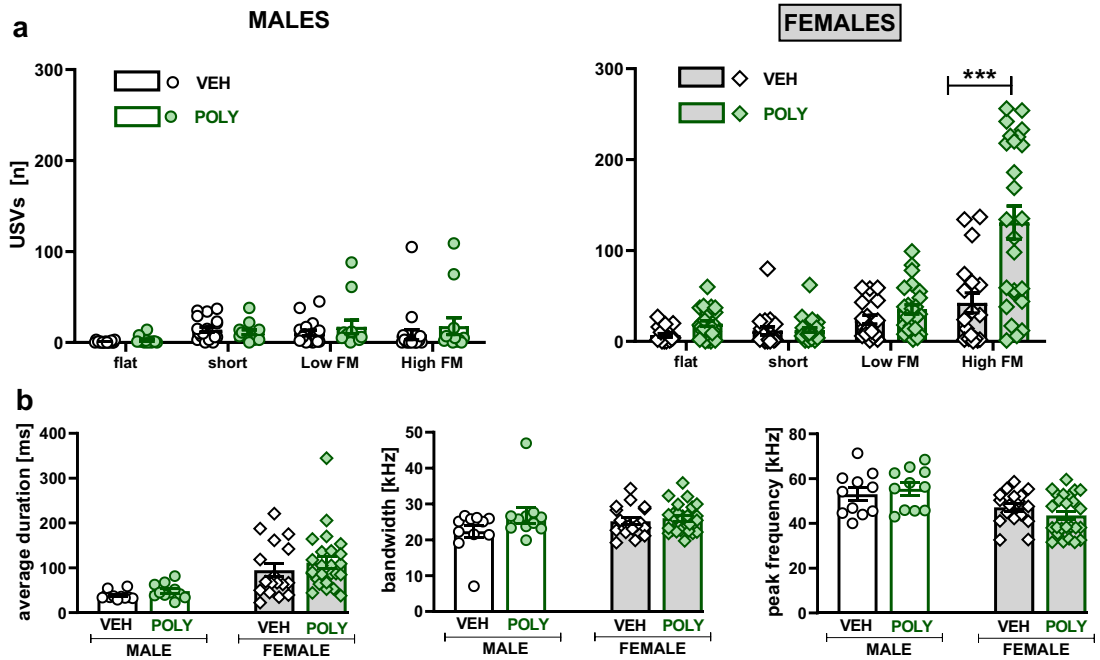 a
MALES
FEMALES
USVs [n]
300
200
100
0
VEH
POLY
flat
short
Low FM
High FM
300
200
100
0
VEH
POLY
***
flat
short
Low FM
High FM
b
average duration [ms]
400
300
200
100
0
VEH
POLY
VEH
POLY
MALE
FEMALE
bandwidth [kHz]
50
40
30
20
10
0
VEH
POLY
VEH
POLY
MALE
FEMALE
peak frequency [kHz]
80
60
40
20
0
VEH
POLY
VEH
POLY
MALE
FEMALE